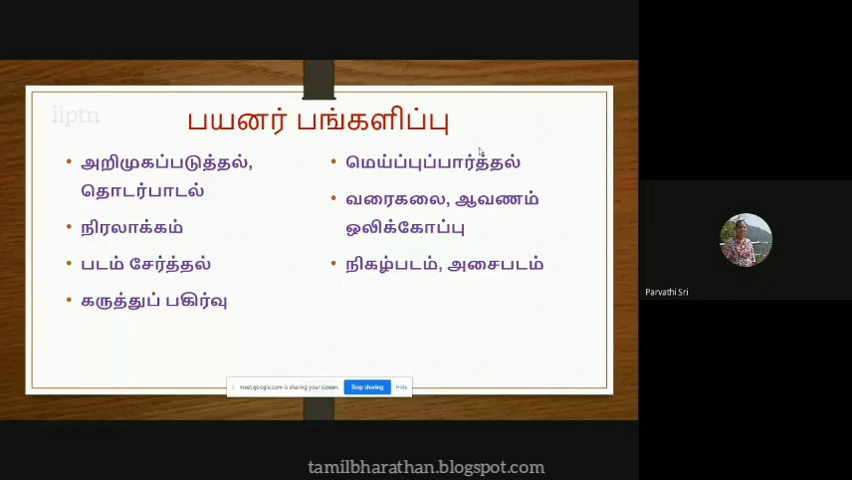 iiptn
பயனர் பங்களிப்பு
• அறிமுகப்படுத்தல்,
தொடர்பாடல்
• நிரலாக்கம்
• படம் சேர்த்தல்
• கருத்துப் பகிர்வு
• மெய்ப்புப்பார்த்தல்
• வரைகலை, ஆவணம்
ஒலிக்கோப்பு
• நிகழ்படம், அசைபடம்
meet.google.com is sharing your screen. Stop sharing Hide
Parvathi Sri
tamilbharathan.blogspot.com